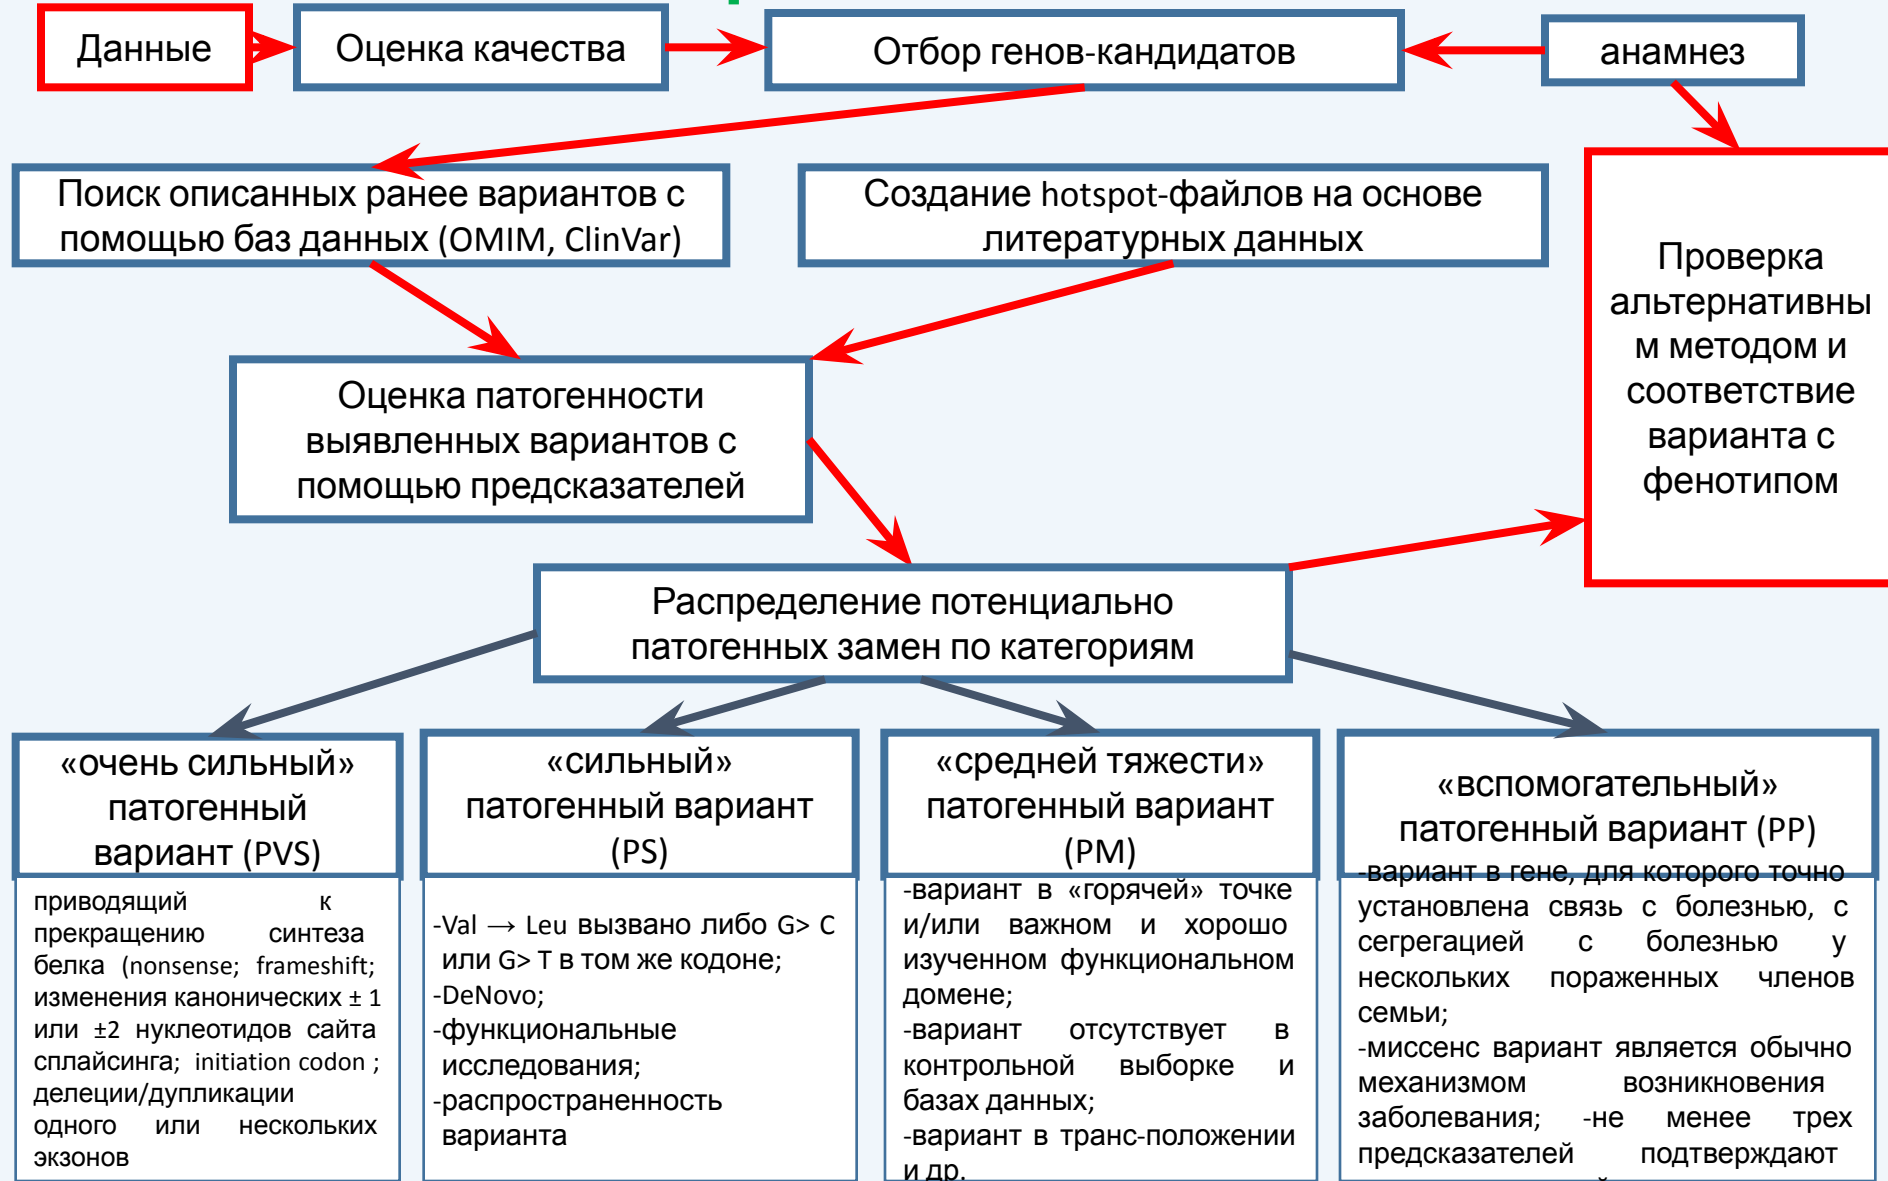 Данные
Оценка качества
Отбор генов-кандидатов
анамнез
Поиск описанных ранее вариантов с
помощью баз данных (OMIM, ClinVar)
Создание hotspot-файлов на основе
литературных данных
Проверка
альтернативны
м методом и
соответствие
варианта с
фенотипом
Оценка патогенности
выявленных вариантов с
помощью предсказателей
Распределение потенциально
патогенных замен по категориям
«очень сильный»
патогенный
вариант (PVS)
приводящий к
прекращению синтеза
белка (nonsense; frameshift;
изменения канонических ± 1
или ±2 нуклеотидов сайта
сплайсинга; initiation codon ;
делеции/дупликации
одного или нескольких
экзонов
«сильный»
патогенный вариант
(PS)
-Val → Leu вызвано либо G> C
или G> T в том же кодоне;
-DeNovo;
-функциональные
исследования;
-распространенность
варианта
«средней тяжести»
патогенный вариант
(PM)
-вариант в «горячей» точке
и/или важном и хорошо
изученном функциональном
домене;
-вариант отсутствует в
контрольной выборке и
базах данных;
-вариант в транс-положении
и др.
«вспомогательный»
патогенный вариант (PP)
-вариант в гене, для которого точно
установлена связь с болезнью, с
сегрегацией с болезнью у
нескольких пораженных членов
семьи;
-миссенс вариант является обычно
механизмом возникновения
заболевания; -не менее трех
предсказателей подтверждают